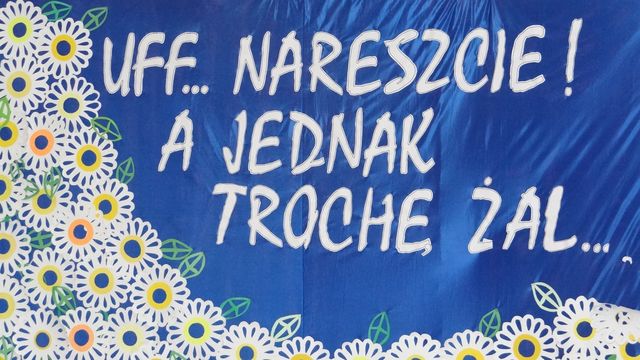 UFF... NARESZCIE!
A JEDNAK
TROCHĘ ŻAL...